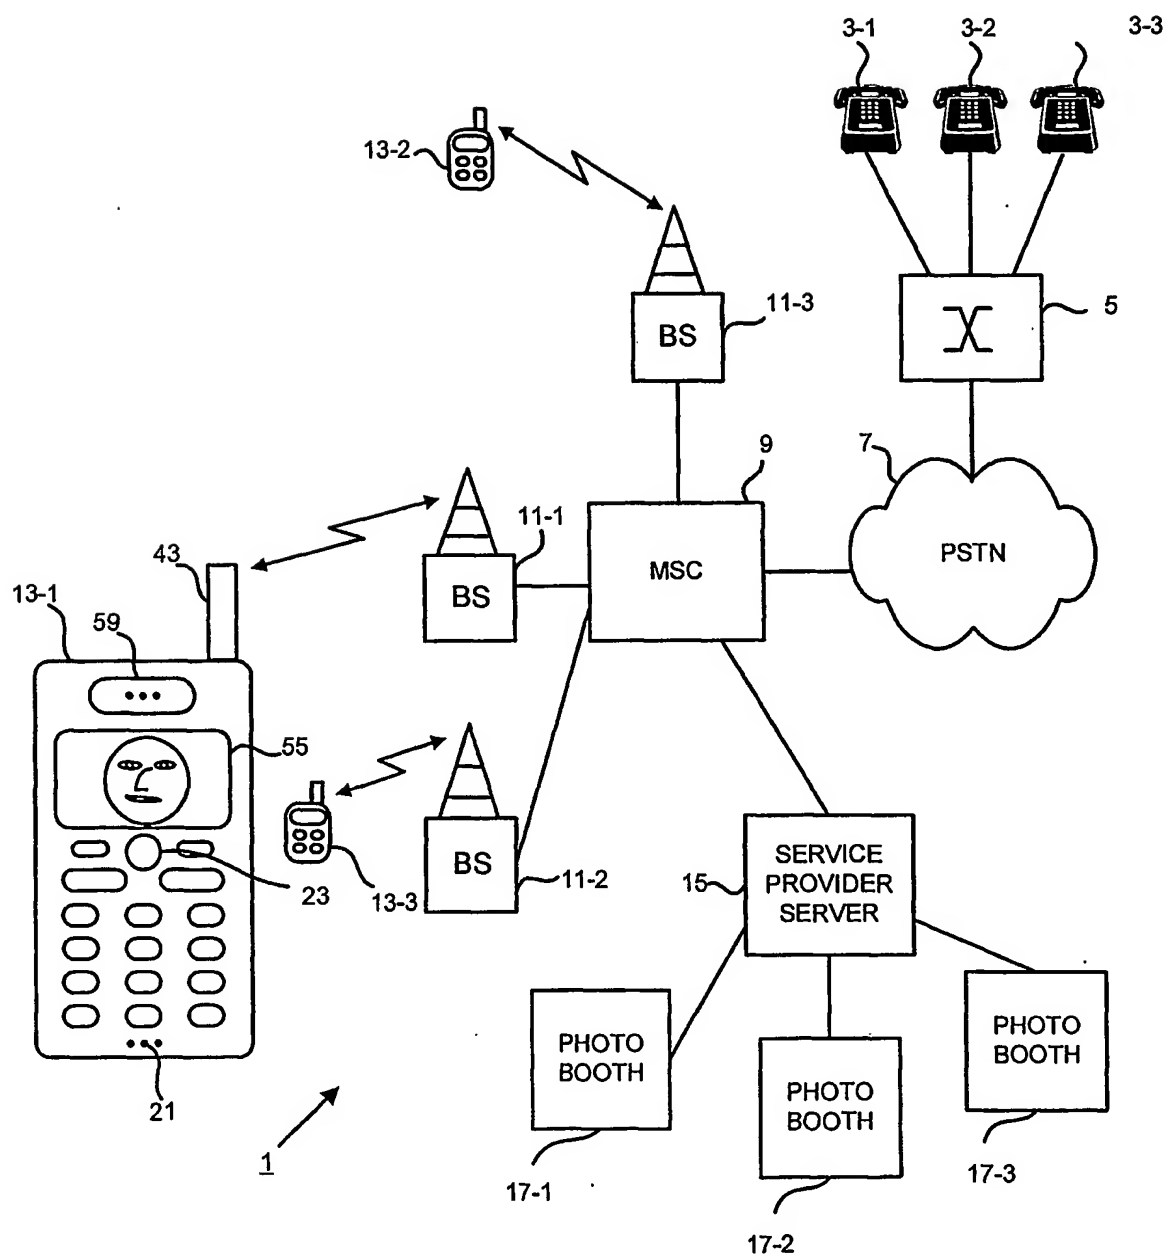 3-1
3-2
3-3
13-2
11-3
BS
5
9
7
11-1
MSC
PSTN
43
13-1
59
BS
55
BS
23
13-3
11-2
15
SERVICE
PROVIDER
SERVER
PHOTO
BOOTH
PHOTO
BOOTH
PHOTO
BOOTH
21
1
17-1
17-2
17-3